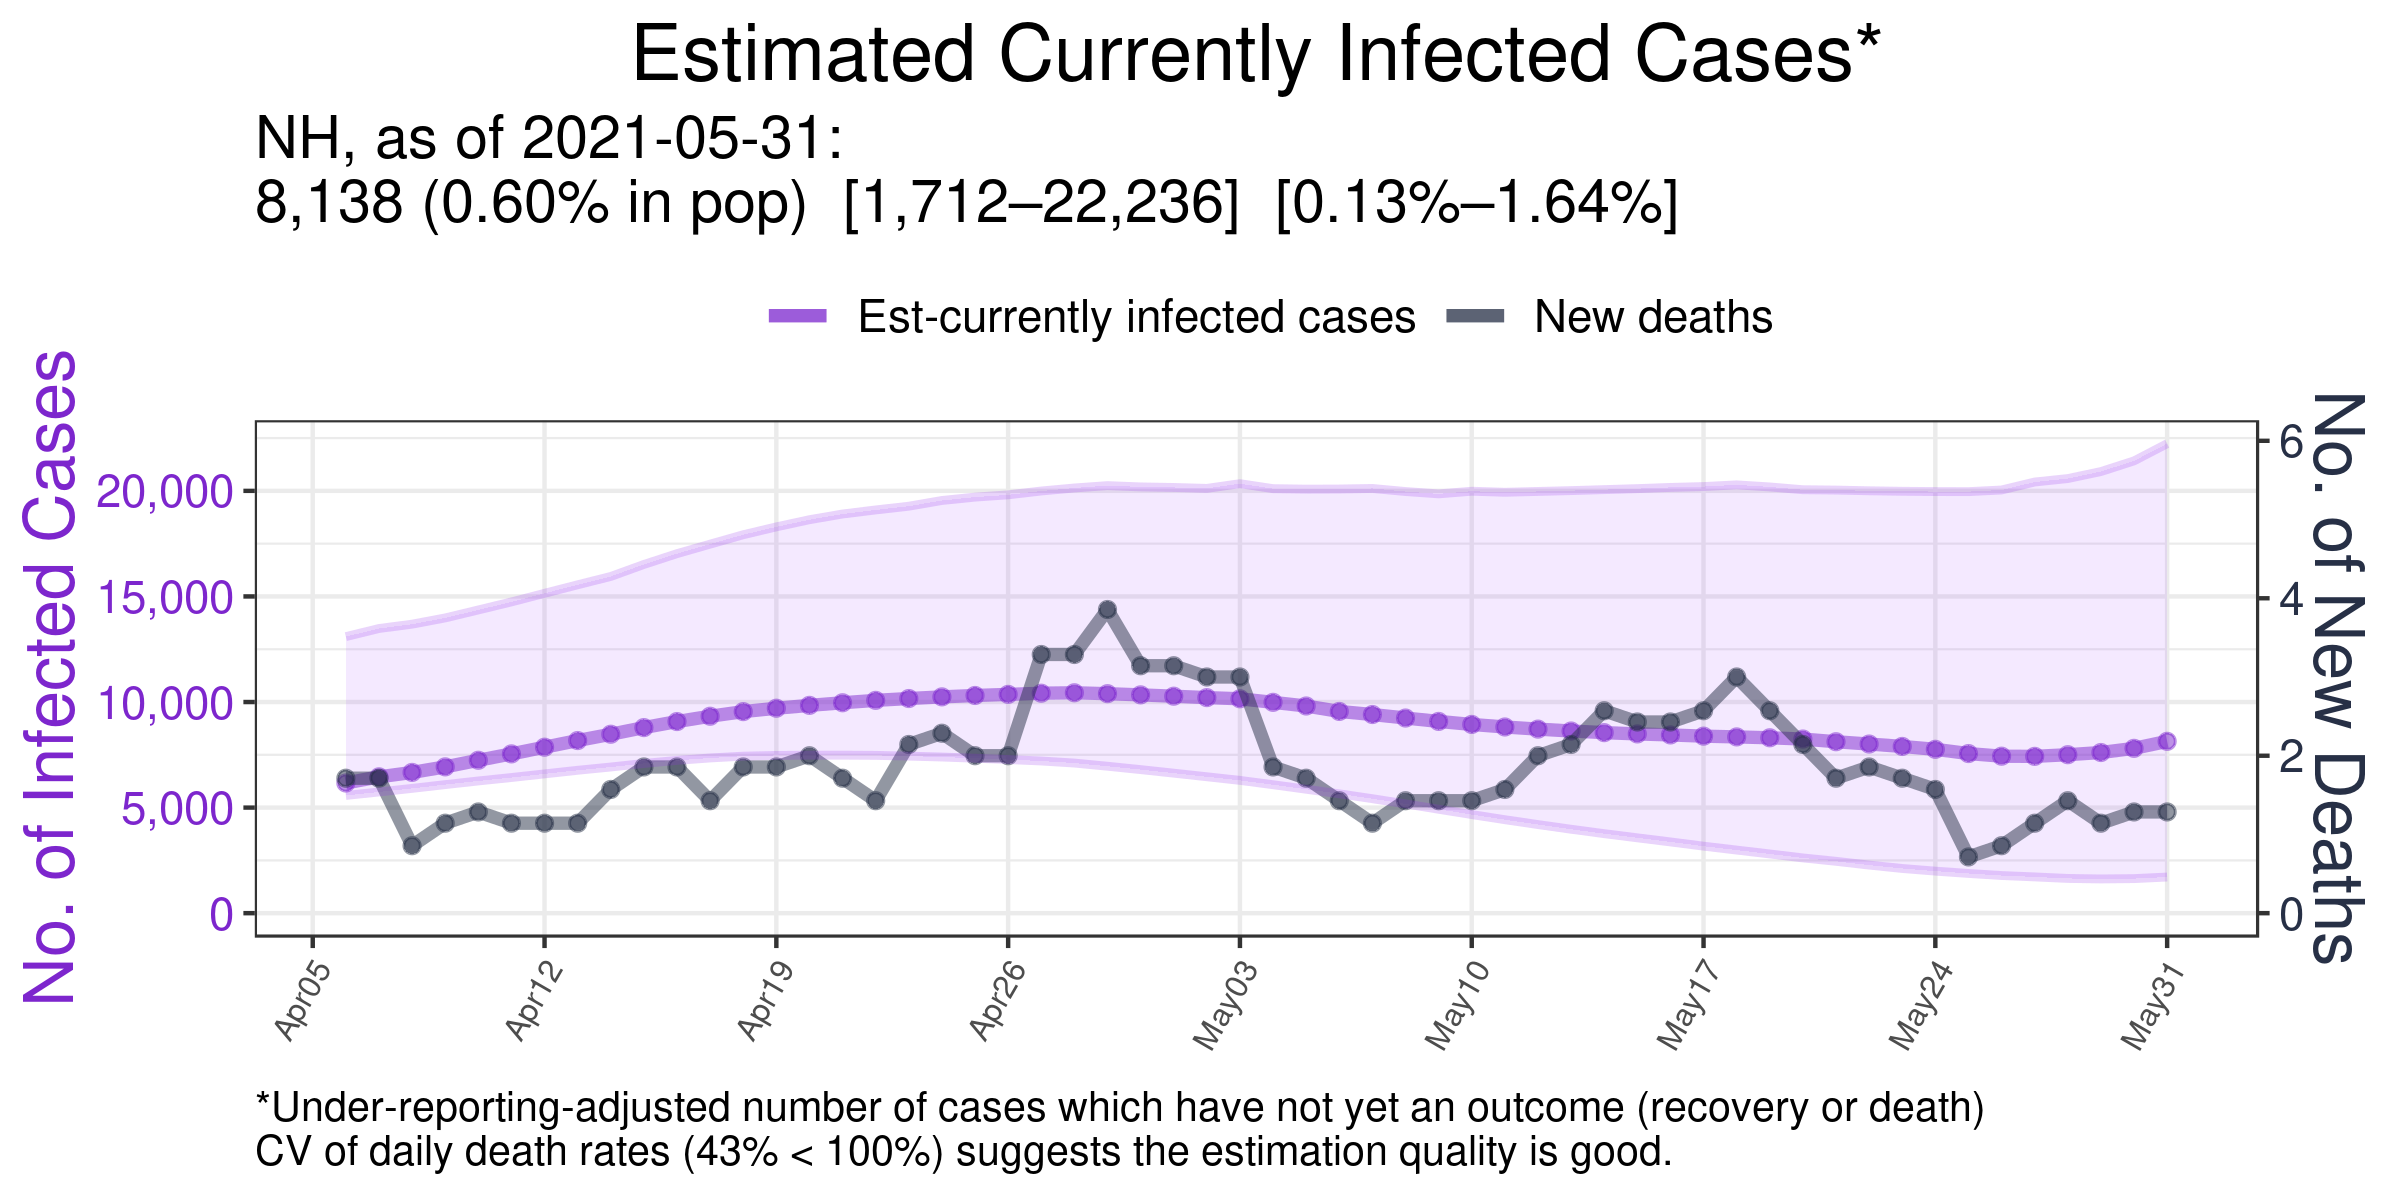 Estimated Currently Infected Cases*
NH, as of 2021-05-31:
8,138 (0.60% in pop)  [1,712–22,236]  [0.13%–1.64%]
Est-currently infected cases
New deaths
No. of Infected Cases
20,000
15,000
10,000
5,000
0
6
4
2
0
No. of New Deaths
Apr05
Apr12
Apr19
Apr26
May03
May10
May17
May24
May31
*Under-reporting-adjusted number of cases which have not yet an outcome (recovery or death)
CV of daily death rates (43% < 100%) suggests the estimation quality is good.